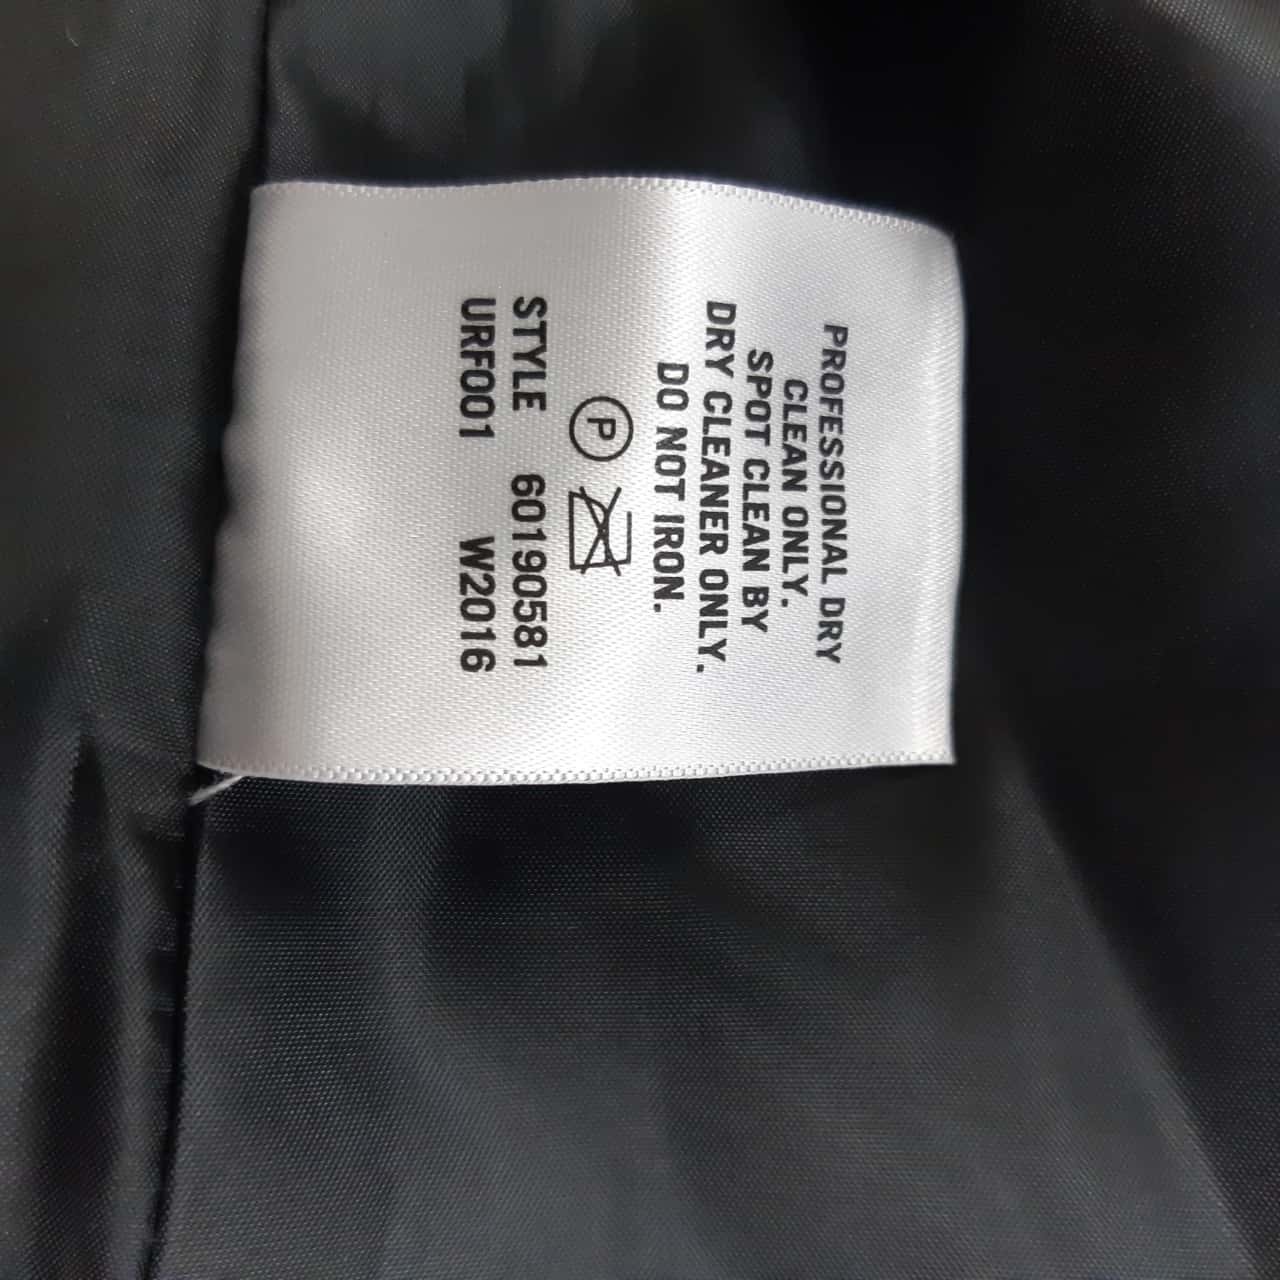 PROFESSIONAL DRY
CLEAN ONLY.
SPOT CLEAN BY
DRY CLEANER ONLY.
DO NOT IRON.
P
STYLE 60190581
URF001 W2016